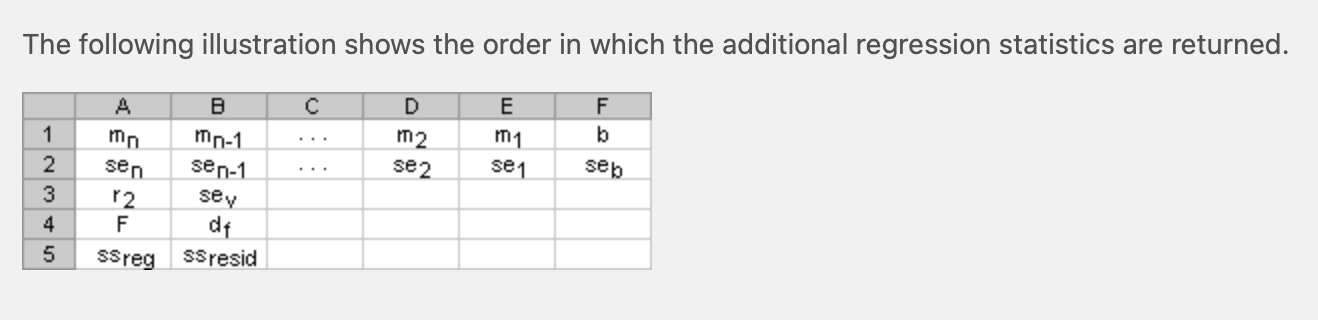 The following illustration shows the order in which the additional regression statistics are returned.
A B C D E F
1 mn mn-1 ... m2 m1 b
2 sen sen-1 ... se2 se1 seb
3 r2 sev
4 F df
5 ssreg ssresid